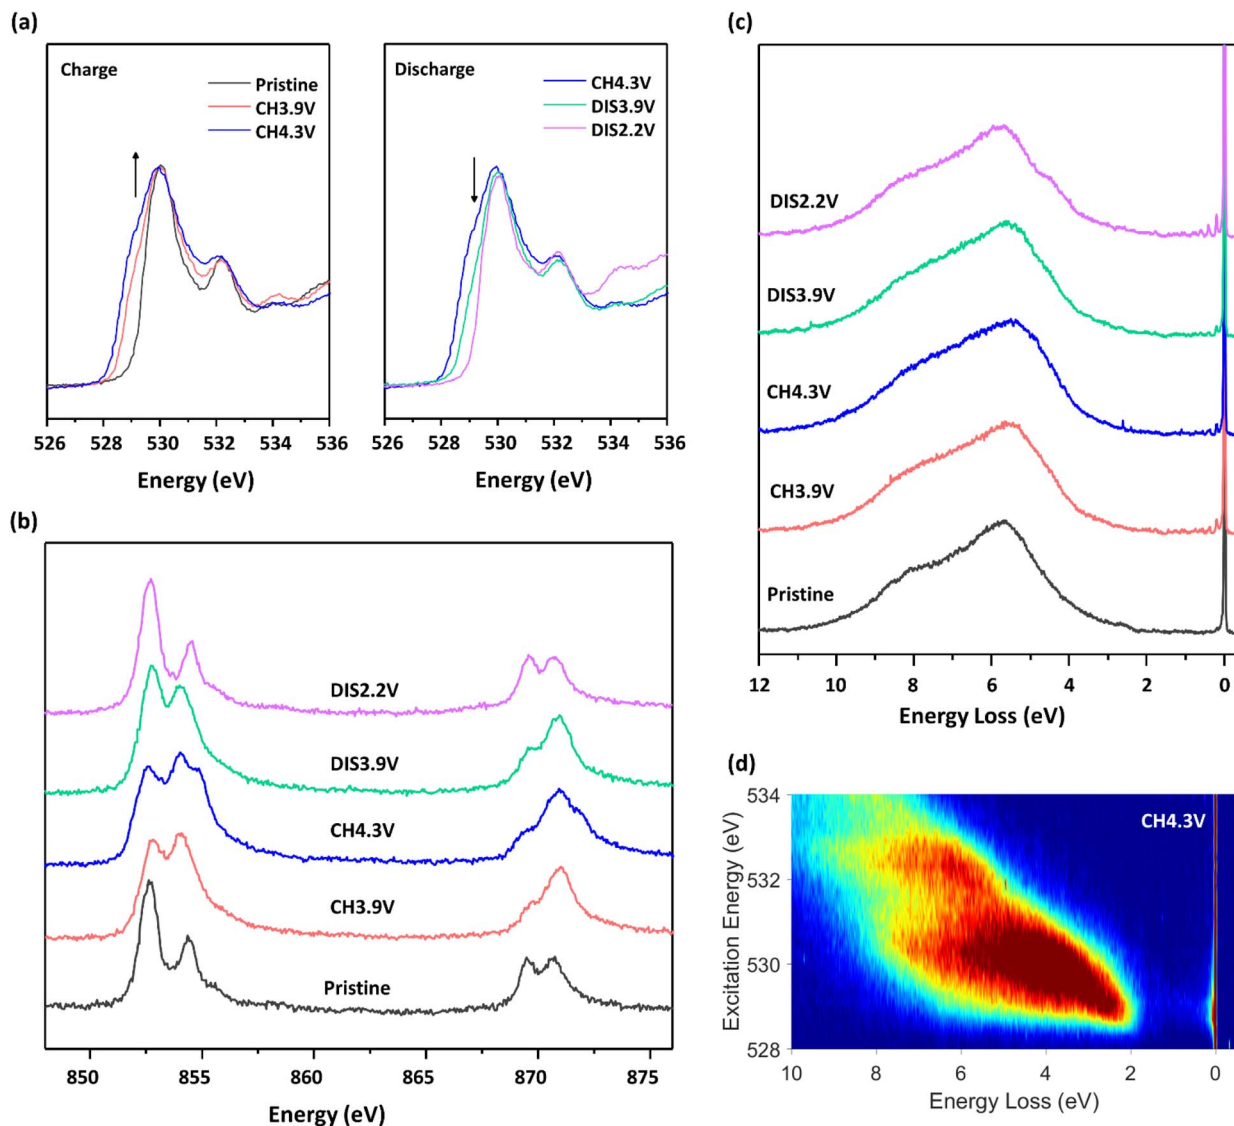 (a)
Charge
Pristine
CH3.9V
CH4.3V
526 528 530 532 534 536
Energy (eV)
Discharge
CH4.3V
DIS3.9V
DIS2.2V
526 528 530 532 534 536
Energy (eV)
(b)
DIS2.2V
DIS3.9V
CH4.3V
CH3.9V
Pristine
850 855 860 865 870 875
Energy (eV)
(c)
DIS2.2V
DIS3.9V
CH4.3V
CH3.9V
Pristine
12 10 8 6 4 2 0
Energy Loss (eV)
(d)
CH4.3V
534
532
530
528
Excitation Energy (eV)
10 8 6 4 2 0
Energy Loss (eV)